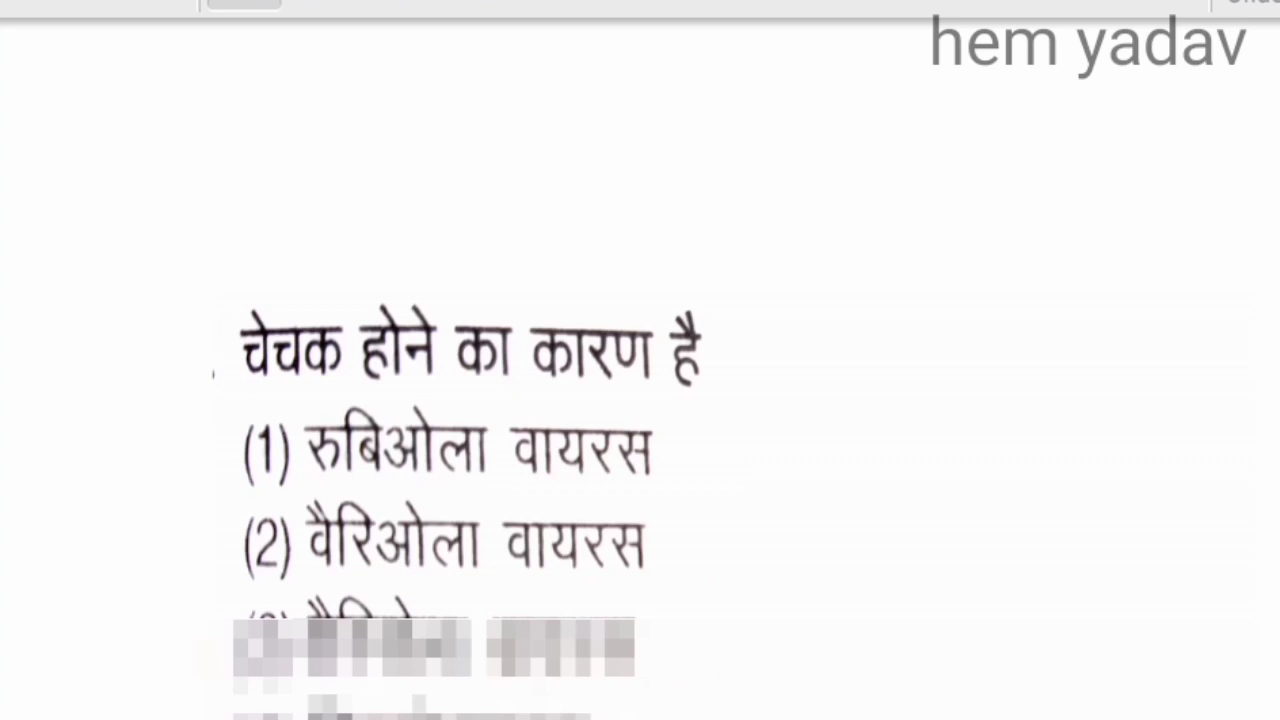 hem yadav
चेचक होने का कारण है
(1) रुबिओला वायरस
(2) वैरिओला वायरस